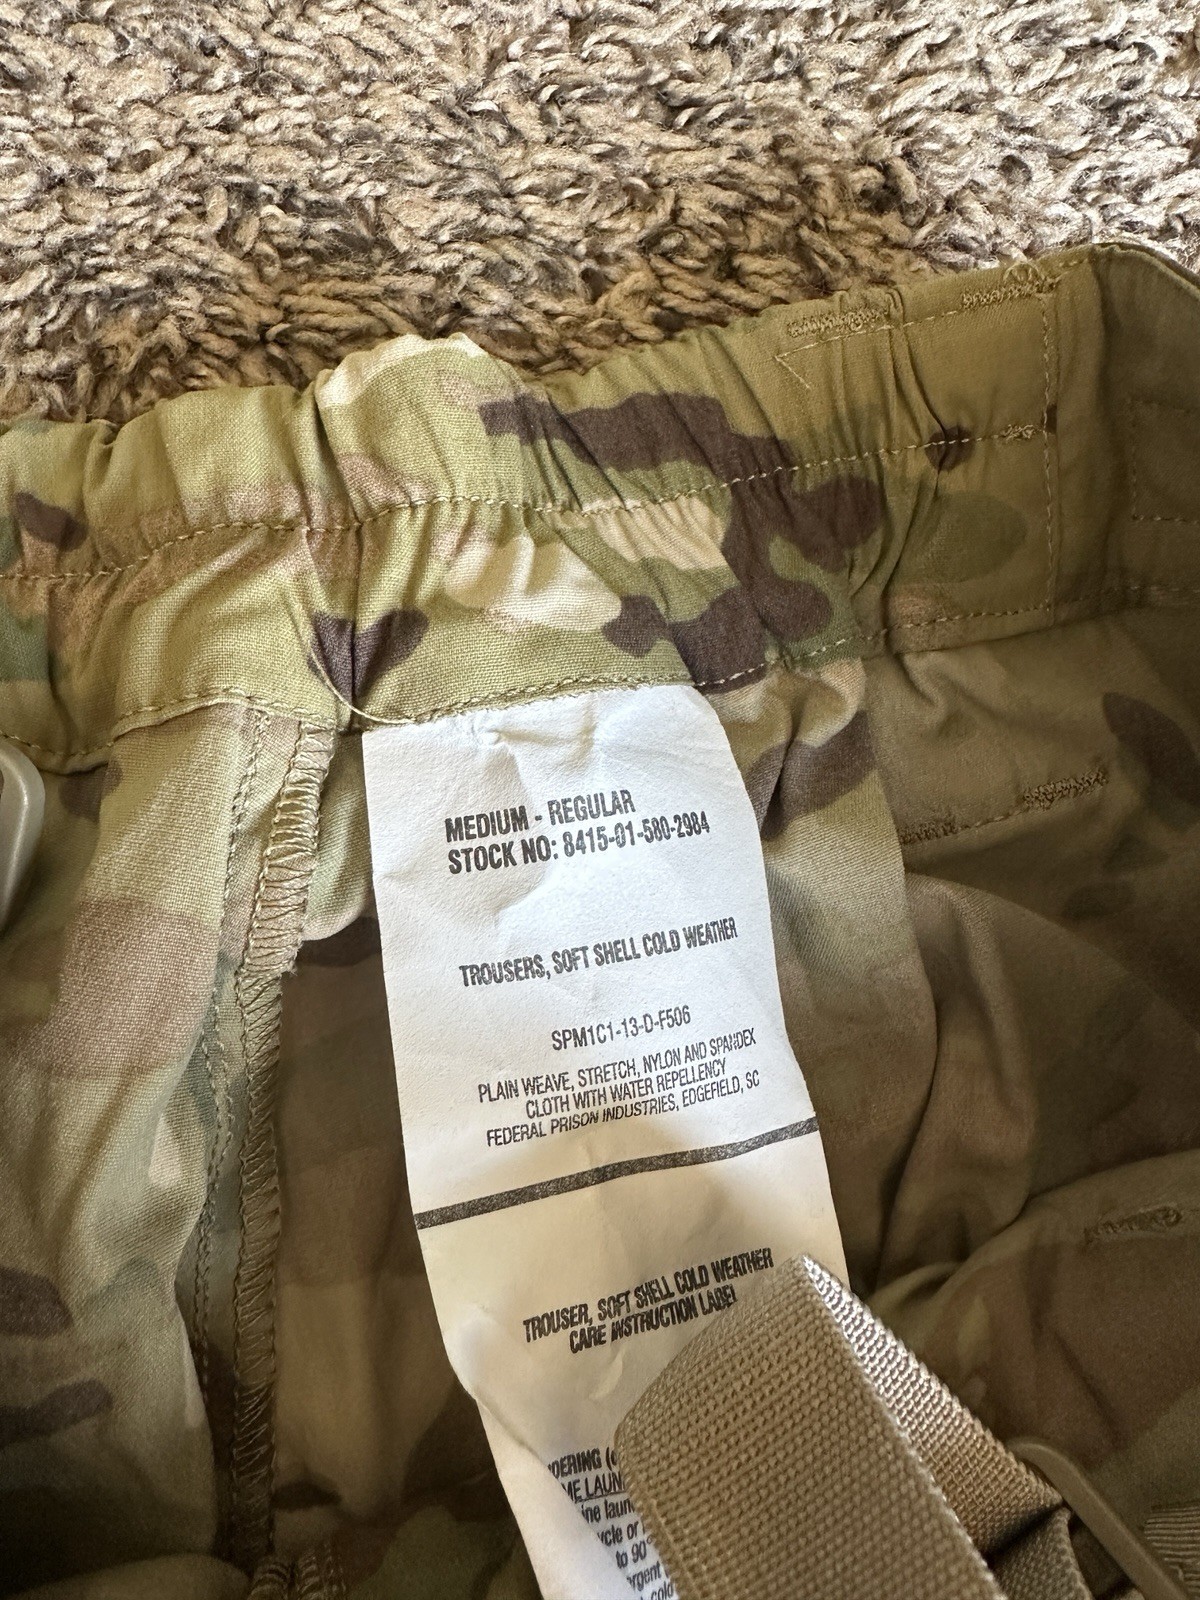 MEDIUM - REGULAR
STOCK NO: 8415-01-580-2984
TROUSERS, SOFT SHELL COLD WEATHER
SPM1C1-13-D-F506
PLAIN WEAVE, STRETCH, NYLON AND SPANDEX
CLOTH WITH WATER REPELLENCY
FEDERAL PRISON INDUSTRIES, EDGEFIELD, SC
TROUSER, SOFT SHELL COLD WEATHER
CARE INSTRUCTION LABEL
to 90°